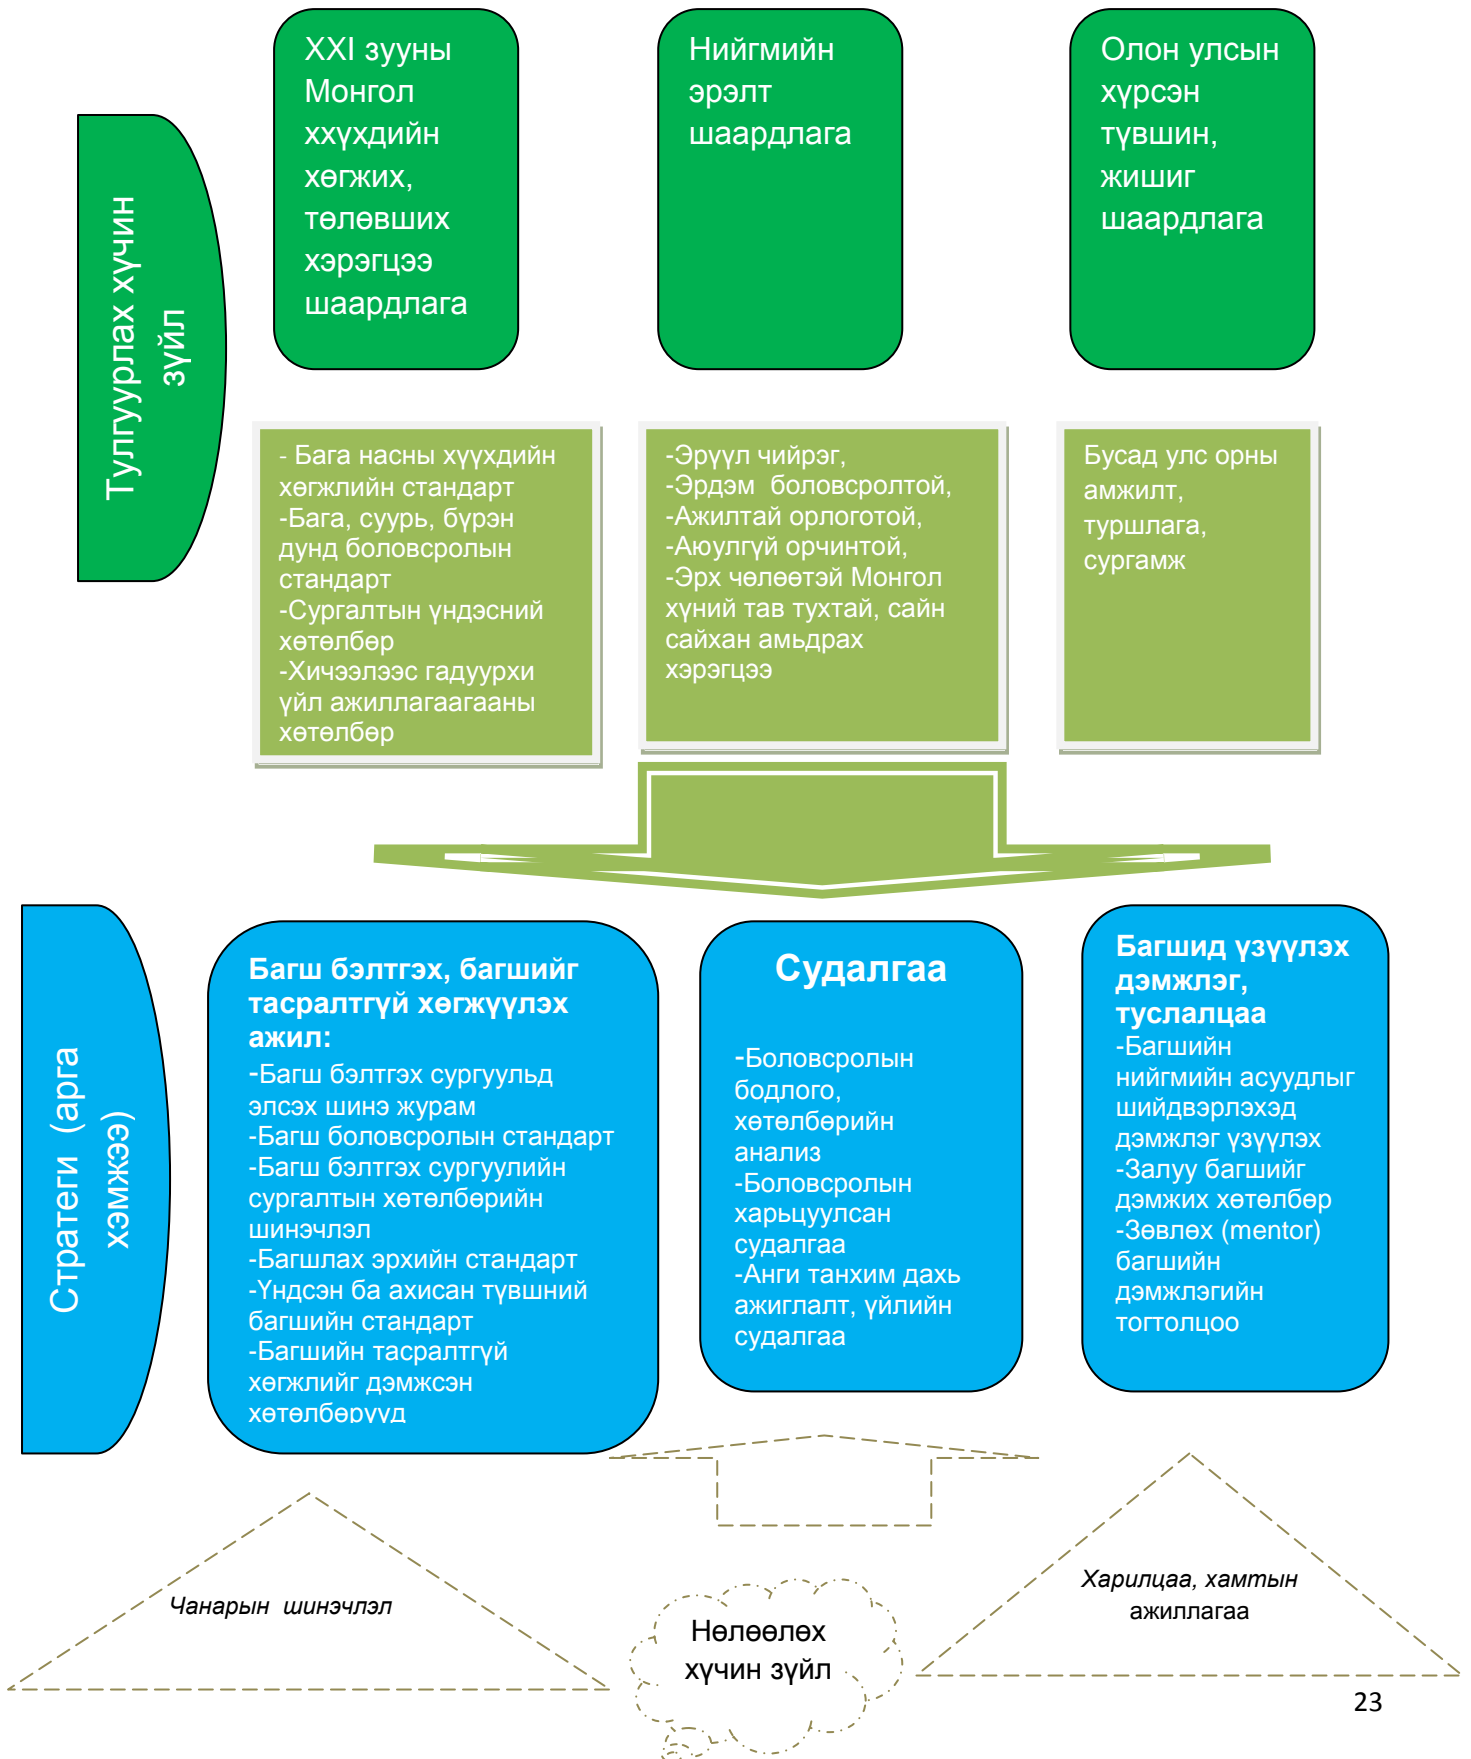 Тулгуурлах хүчин
зүйл
XXI зууны
Монгол
ххүхдийн
хөгжих,
төлөвших
хэрэгцээ
шаардлага
Нийгмийн
эрэлт
шаардлага
Олон улсын
хүрсэн
түвшин,
жишиг
шаардлага
- Бага насны хүүхдийн
хөгжлийн стандарт
-Бага, суурь, бүрэн
дунд боловсролын
стандарт
-Сургалтын үндэсний
хөтөлбөр
-Хичээлээс гадуурхи
үйл ажиллагаагааны
хөтөлбөр
-Эрүүл чийрэг,
-Эрдэм боловсролтой,
-Ажилтай орлоготой,
-Аюулгүй орчинтой,
-Эрх чөлөөтэй Монгол
хүний тав тухтай, сайн
сайхан амьдрах
хэрэгцээ
Бусад улс орны
амжилт,
туршлага,
сургамж
Стратеги (арга
хэмжээ)
Багш бэлтгэх, багшийг
тасралтгүй хөгжүүлэх
ажил:
-Багш бэлтгэх сургуульд
элсэх шинэ журам
-Багш боловсролын стандарт
-Багш бэлтгэх сургуулийн
сургалтын хөтөлбөрийн
шинэчлэл
-Багшлах эрхийн стандарт
-Үндсэн ба ахисан түвшний
багшийн стандарт
-Багшийн тасралтгүй
хөгжлийг дэмжсэн
хөтөлбөрүүд
Судалгаа
-Боловсролын
бодлого,
хөтөлбөрийн
анализ
-Боловсролын
харьцуулсан
судалгаа
-Анги танхим дахь
ажиглалт, үйлийн
судалгаа
Багшид үзүүлэх
дэмжлэг,
туслалцаа
-Багшийн
нийгмийн асуудлыг
шийдвэрлэхэд
дэмжлэг үзүүлэх
-Залуу багшийг
дэмжих хөтөлбөр
-Зөвлөх (mentor)
багшийн
дэмжлэгийн
тогтолцоо
Чанарын шинэчлэл
Нөлөөлөх
хүчин зүйл
Харилцаа, хамтын
ажиллагаа
23